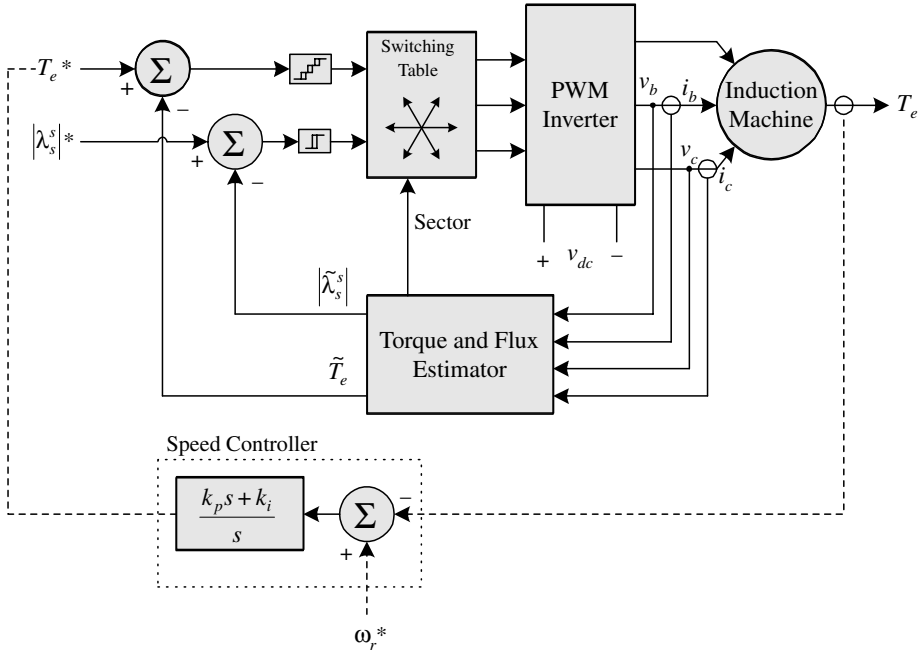 Switching
Table
PWM
Inverter
Induction
Machine
T_e*
Σ
+
−
|λ_s^s|*
Σ
+
−
v_b
i_b
v_c
i_c
T_e
Sector
+
v_dc
−
|λ̃_s^s|
T̃_e
Torque and Flux
Estimator
Speed Controller
k_p s + k_i
s
Σ
−
+
ω_r*